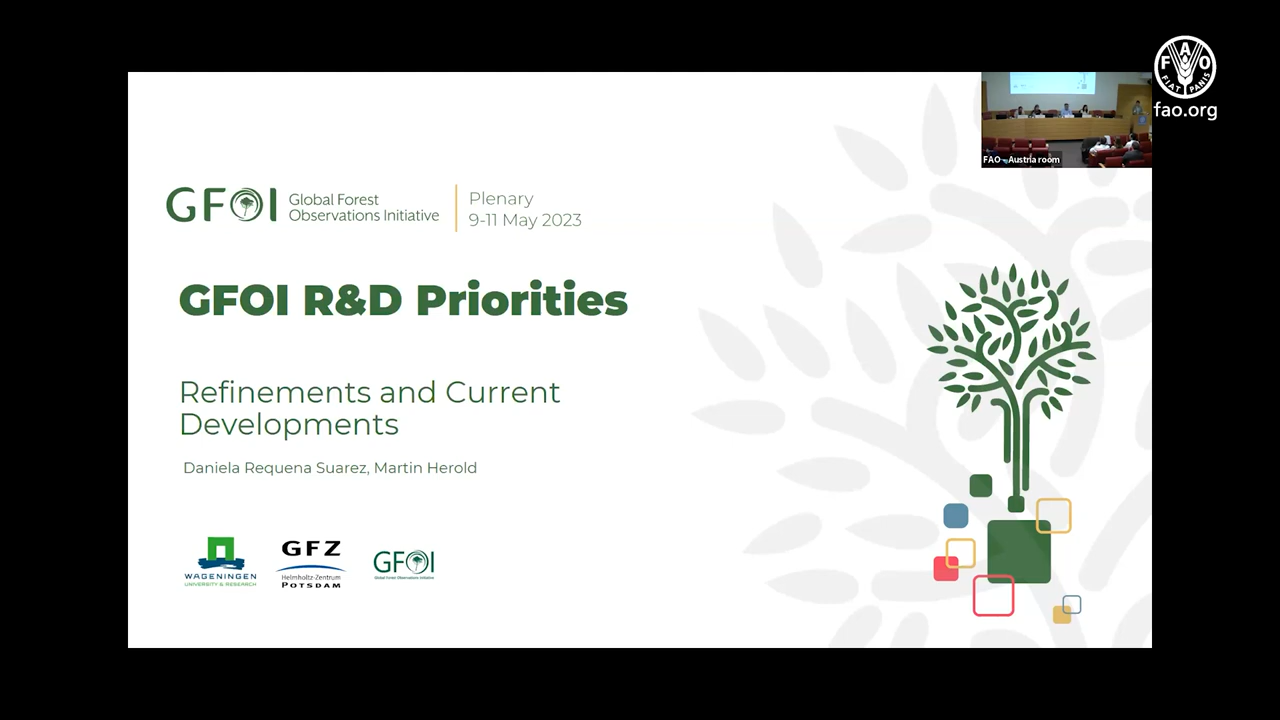 FAO
FIAT PANIS
fao.org
FAO - Austria room
GFOI
Global Forest
Observations Initiative
Plenary
9-11 May 2023
GFOI R&D Priorities
Refinements and Current
Developments
Daniela Requena Suarez, Martin Herold
WAGENINGEN
UNIVERSITY & RESEARCH
GFZ
Helmholtz-Zentrum
POTSDAM
GFOI
Global Forest Observations Initiative